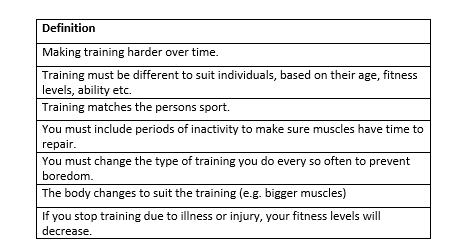 Definition
Making training harder over time.
Training must be different to suit individuals, based on their age, fitness
levels, ability etc.
Training matches the persons sport.
You must include periods of inactivity to make sure muscles have time to
repair.
You must change the type of training you do every so often to prevent
boredom.
The body changes to suit the training (e.g. bigger muscles)
If you stop training due to illness or injury, your fitness levels will
decrease.